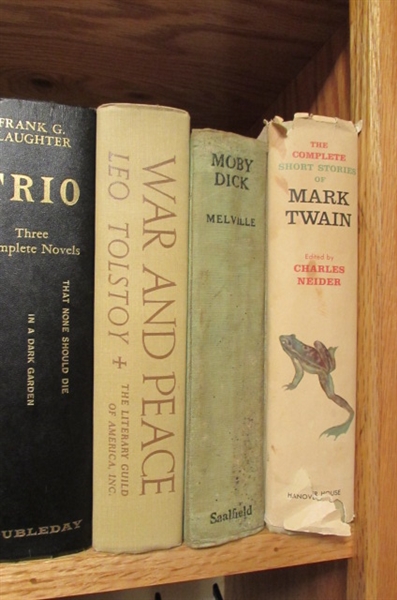 FRANK G.
LAUGHTER
TRIO
Three
mplete Novels
THAT NONE SHOULD DIE
IN A DARK GARDEN
UBLEDAY
WAR AND PEACE
LEO TOLSTOY +
THE LITERARY GUILD
OF AMERICA, INC.
MOBY
DICK
MELVILLE
Saalfield
THE
COMPLETE
SHORT STORIES
OF
MARK
TWAIN
Edited by
CHARLES
NEIDER
HANOVER HOUSE